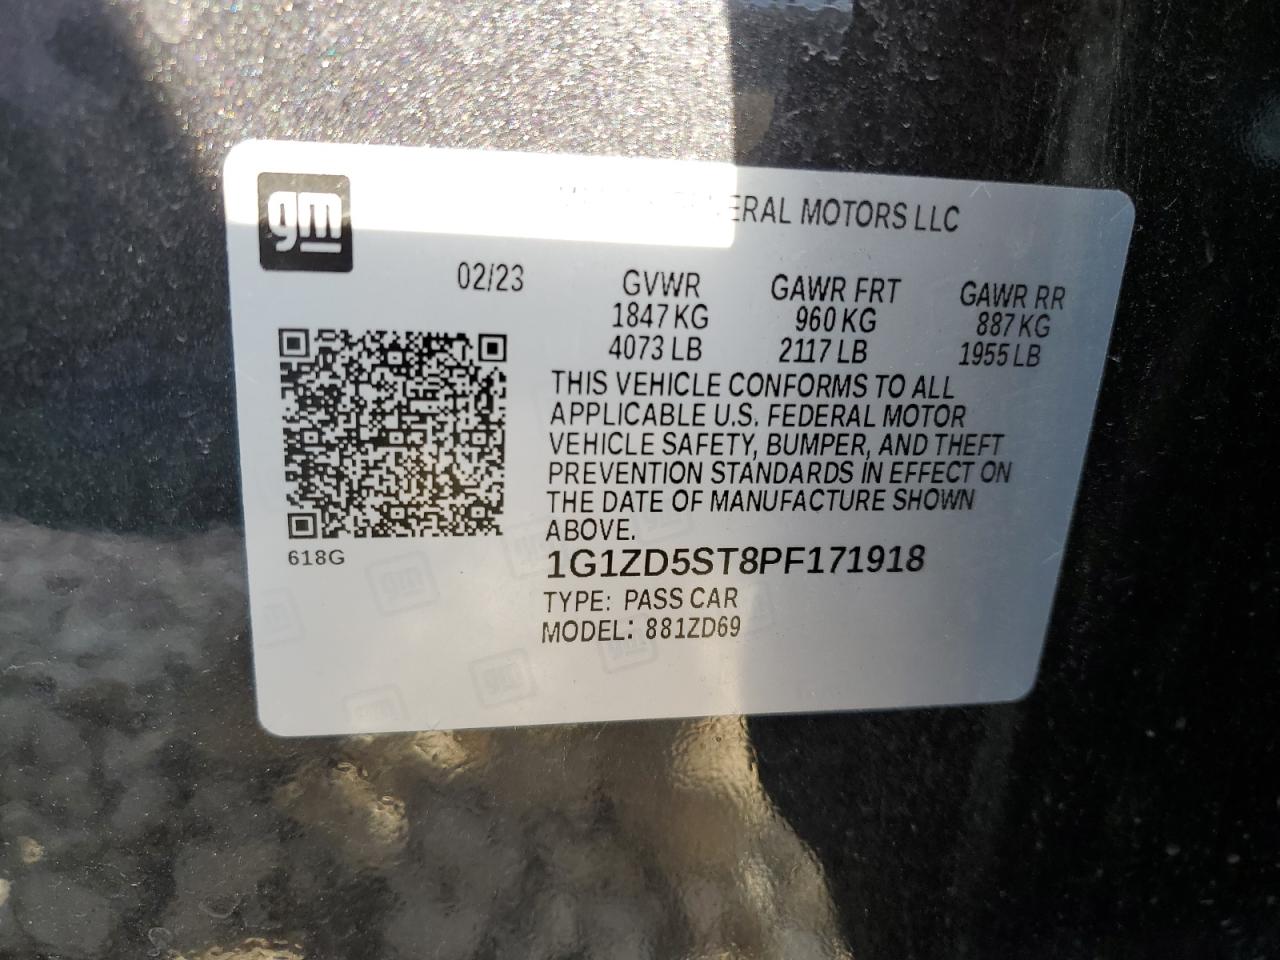 gm
GENERAL MOTORS LLC
02/23
GVWR GAWR FRT GAWR RR
1847 KG 960 KG 887 KG
4073 LB 2117 LB 1955 LB
THIS VEHICLE CONFORMS TO ALL
APPLICABLE U.S. FEDERAL MOTOR
VEHICLE SAFETY, BUMPER, AND THEFT
PREVENTION STANDARDS IN EFFECT ON
THE DATE OF MANUFACTURE SHOWN
ABOVE.
618G
1G1ZD5ST8PF171918
TYPE: PASS CAR
MODEL: 881ZD69